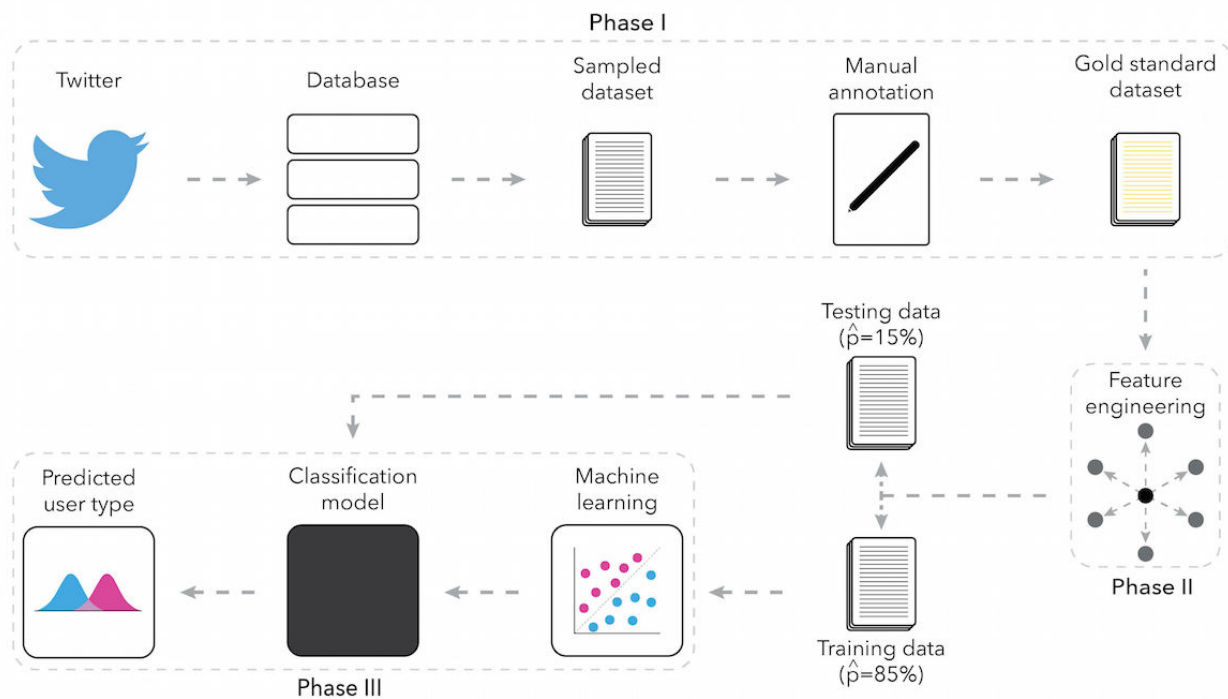 Phase I
Twitter
Database
Sampled
dataset
Manual
annotation
Gold standard
dataset
Testing data
(p̂=15%)
Feature
engineering
Phase II
Predicted
user type
Classification
model
Machine
learning
Training data
(p̂=85%)
Phase III